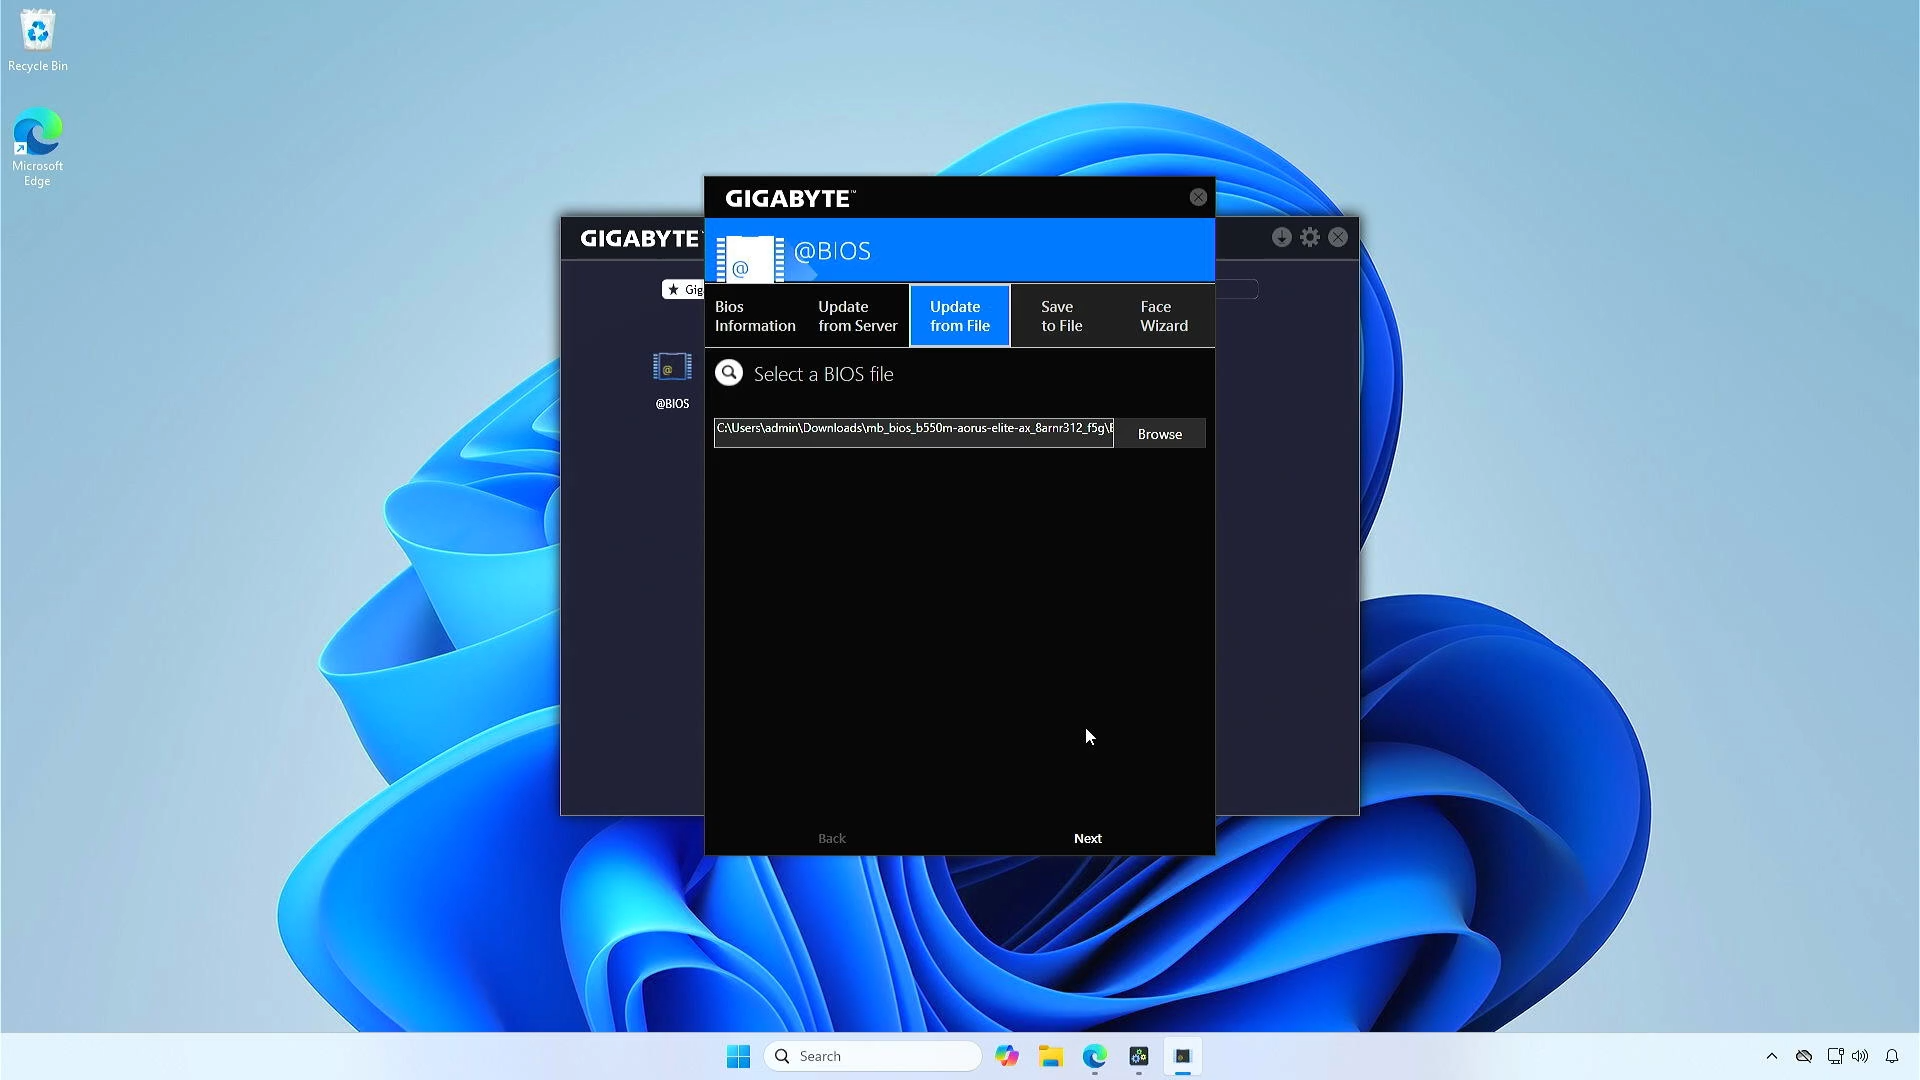 Recycle Bin
Microsoft
Edge
GIGABYTE™
GIGABYTE
@
@BIOS
Bios
Information
Update
from Server
Update
from File
Save
to File
Face
Wizard
Select a BIOS file
C:\Users\admin\Downloads\mb_bios_b550m-aorus-elite-ax_8arnr312_f5g\
Browse
@
@BIOS
Back
Next
Search